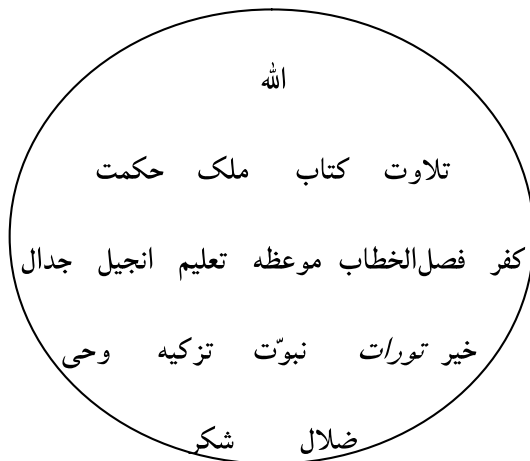 الله
تلاوت کتاب ملک حکمت
کفر فصل‌الخطاب موعظه تعلیم انجیل جدال
خیر تورات نبوّت تزکیه وحی
ضلال شکر